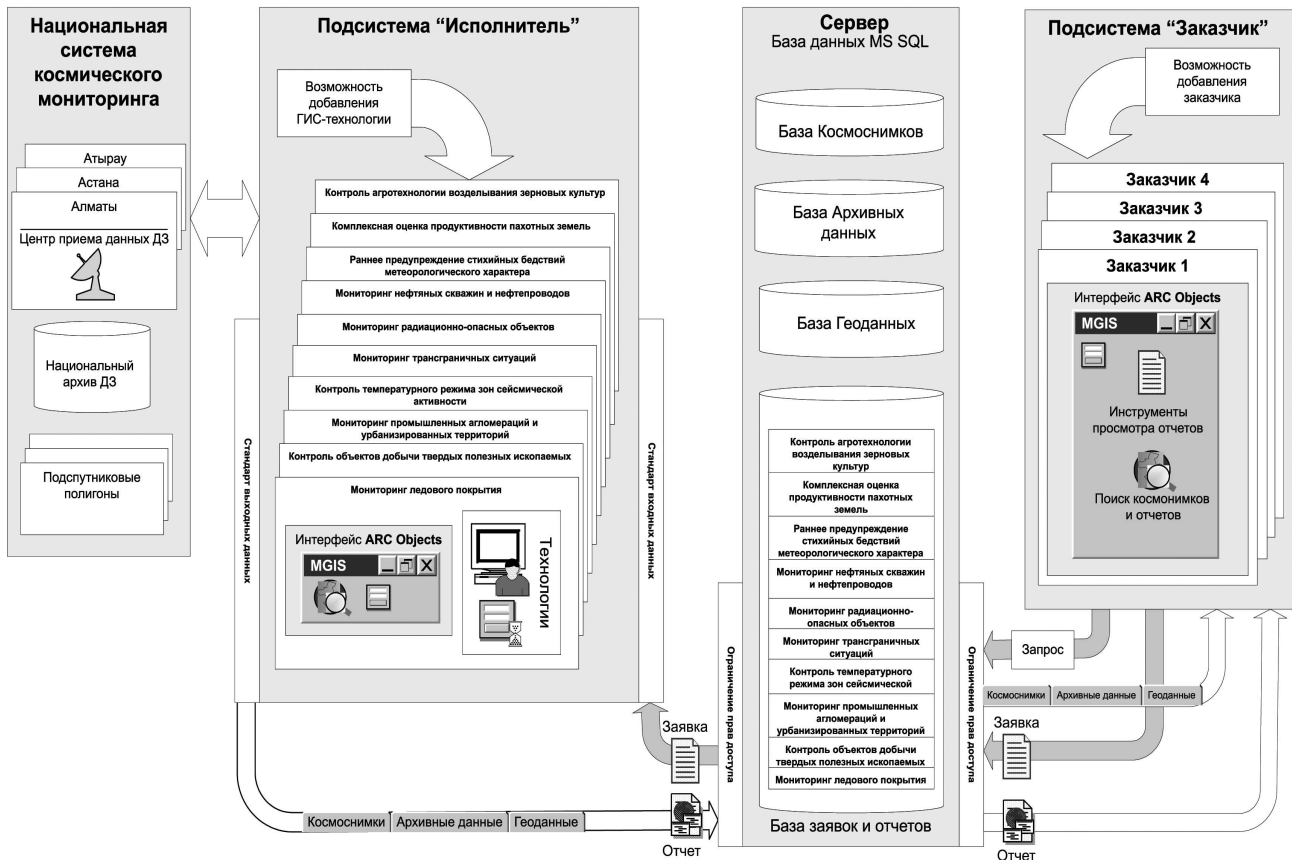 Национальная
система
космического
мониторинга
Атырау
Астана
Алматы
Центр приема данных ДЗ
Национальный
архив ДЗ
Подспутниковые
полигоны
Подсистема “Исполнитель”
Возможность
добавления
ГИС-технологии
Контроль агротехнологии возделывания зерновых культур
Комплексная оценка продуктивности пахотных земель
Раннее предупреждение стихийных бедствий
метеорологического характера
Мониторинг нефтяных скважин и нефтепроводов
Мониторинг радиационно-опасных объектов
Мониторинг трансграничных ситуаций
Контроль температурного режима зон сейсмической
активности
Мониторинг промышленных агломераций и
урбанизированных территорий
Контроль объектов добычи твердых полезных ископаемых
Мониторинг ледового покрытия
Интерфейс ARC Objects
MGIS
Технологии
Стандарт выходных данных
Стандарт входных данных
Заявка
Космоснимки
Архивные данные
Геоданные
Отчет
Сервер
База данных MS SQL
База Космоснимков
База Архивных
данных
База Геоданных
Контроль агротехнологии
возделывания зерновых
культур
Комплексная оценка
продуктивности пахотных
земель
Раннее предупреждение
стихийных бедствий
метеорологического характера
Мониторинг нефтяных скважин
и нефтепроводов
Мониторинг радиационно-
опасных объектов
Мониторинг трансграничных
ситуаций
Контроль температурного
режима зон сейсмической
Мониторинг промышленных
агломераций и
урбанизированных территорий
Контроль объектов добычи
твердых полезных ископаемых
Мониторинг ледового покрытия
База заявок и отчетов
Ограничение прав доступа
Ограничение прав доступа
Подсистема “Заказчик”
Возможность
добавления
заказчика
Заказчик 4
Заказчик 3
Заказчик 2
Заказчик 1
Интерфейс ARC Objects
MGIS
Инструменты
просмотра отчетов
Поиск космонимков
и отчетов
Запрос
Космоснимки
Архивные данные
Геоданные
Заявка
Отчет